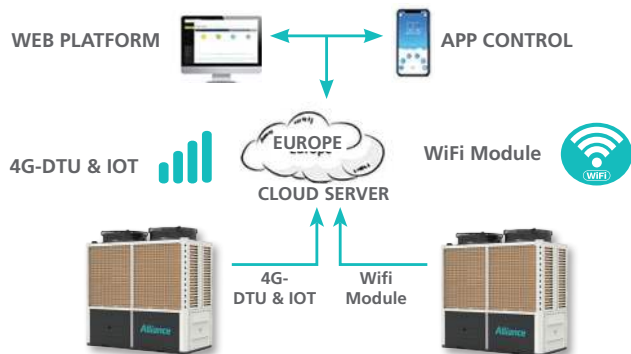 WEB PLATFORM
APP CONTROL
EUROPE
4G-DTU & IOT
WiFi Module
WiFi
CLOUD SERVER
4G-
DTU & IOT
Wifi
Module
Alliance
Alliance